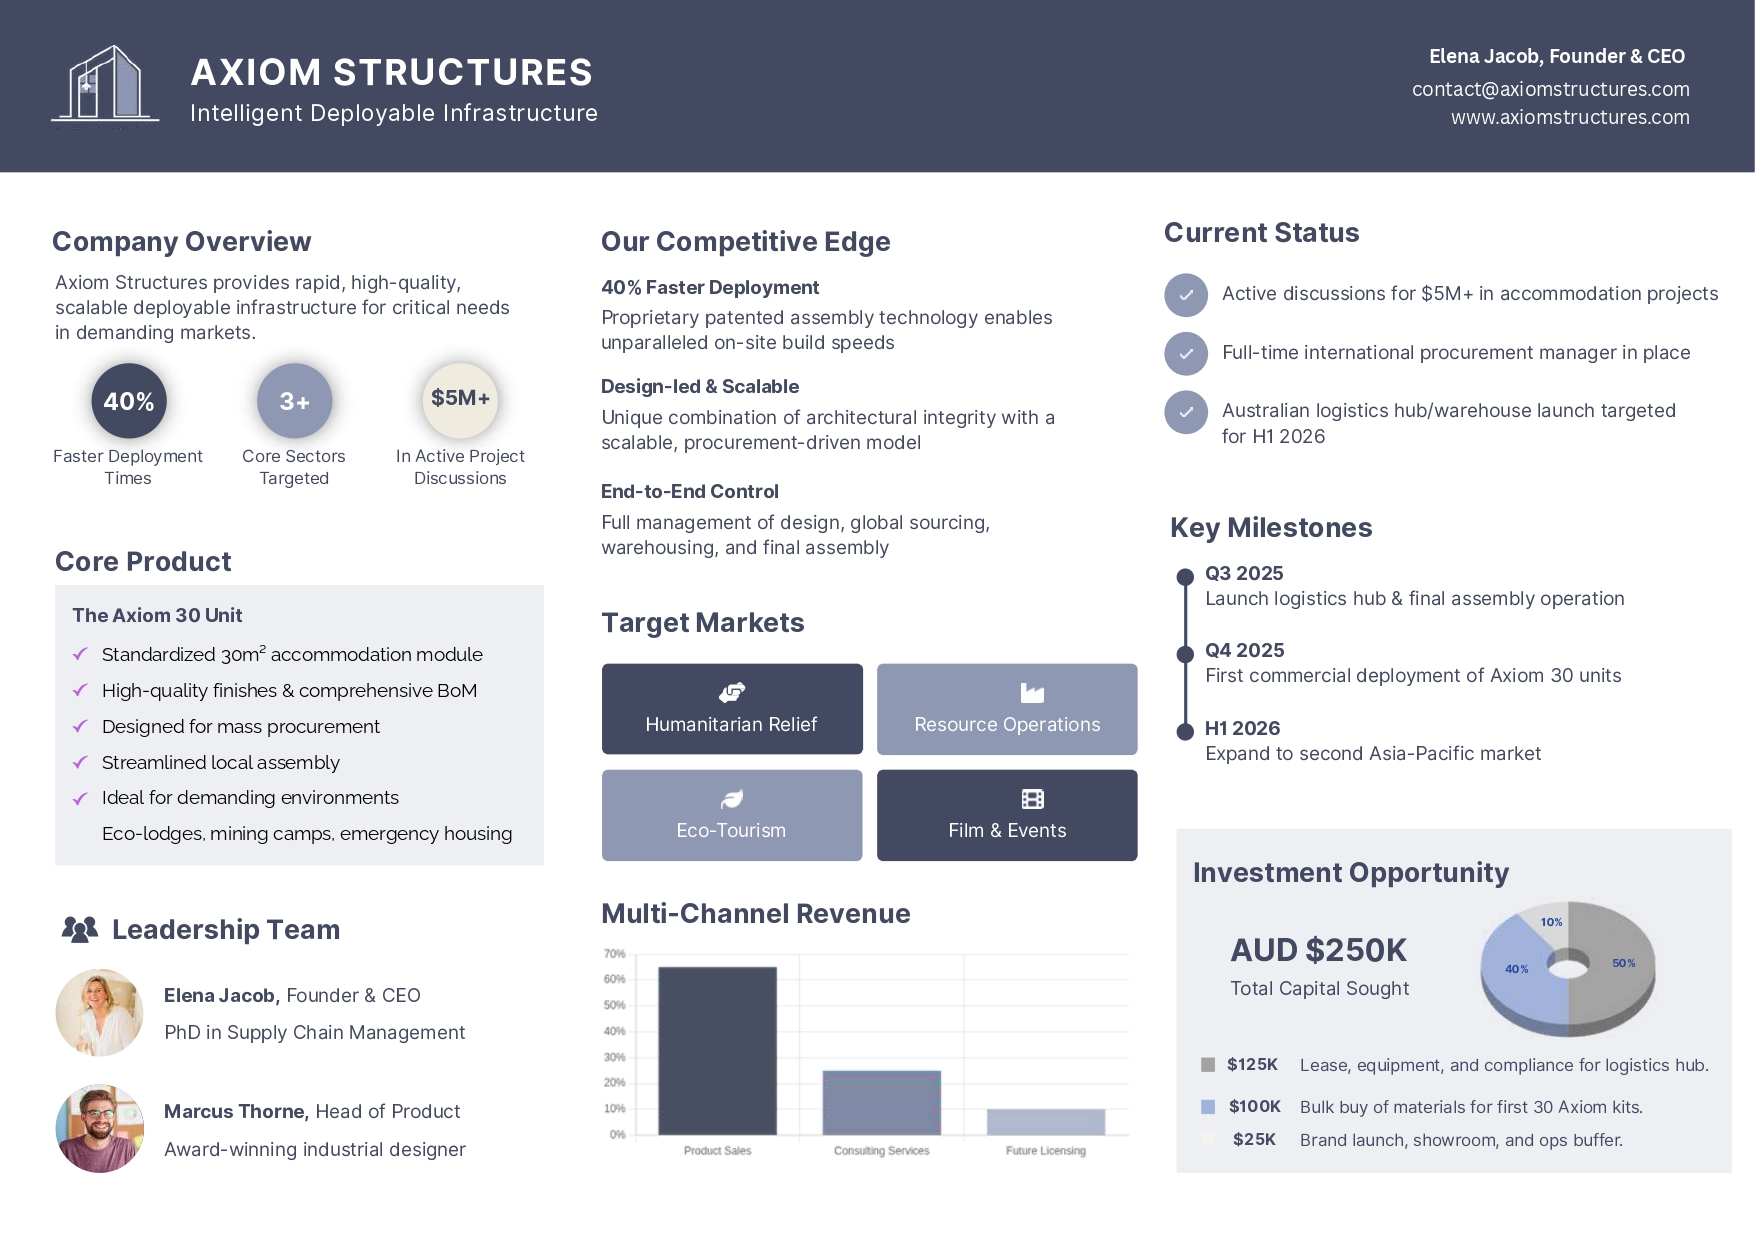 AXIOM STRUCTURES
Intelligent Deployable Infrastructure
Elena Jacob, Founder & CEO
contact@axiomstructures.com
www.axiomstructures.com
Company Overview
Axiom Structures provides rapid, high-quality,
scalable deployable infrastructure for critical needs
in demanding markets.
40%
Faster Deployment
Times
3+
Core Sectors
Targeted
$5M+
In Active Project
Discussions
Core Product
The Axiom 30 Unit
Standardized 30m² accommodation module
High-quality finishes & comprehensive BoM
Designed for mass procurement
Streamlined local assembly
Ideal for demanding environments
Eco-lodges, mining camps, emergency housing
Leadership Team
Elena Jacob, Founder & CEO
PhD in Supply Chain Management
Marcus Thorne, Head of Product
Award-winning industrial designer
Our Competitive Edge
40% Faster Deployment
Proprietary patented assembly technology enables
unparalleled on-site build speeds
Design-led & Scalable
Unique combination of architectural integrity with a
scalable, procurement-driven model
End-to-End Control
Full management of design, global sourcing,
warehousing, and final assembly
Target Markets
Humanitarian Relief
Resource Operations
Eco-Tourism
Film & Events
Multi-Channel Revenue
70%
60%
50%
40%
30%
20%
10%
0%
Product Sales
Consulting Services
Future Licensing
Current Status
Active discussions for $5M+ in accommodation projects
Full-time international procurement manager in place
Australian logistics hub/warehouse launch targeted
for H1 2026
Key Milestones
Q3 2025
Launch logistics hub & final assembly operation
Q4 2025
First commercial deployment of Axiom 30 units
H1 2026
Expand to second Asia-Pacific market
Investment Opportunity
AUD $250K
Total Capital Sought
10%
40%
50%
$125K Lease, equipment, and compliance for logistics hub.
$100K Bulk buy of materials for first 30 Axiom kits.
$25K Brand launch, showroom, and ops buffer.